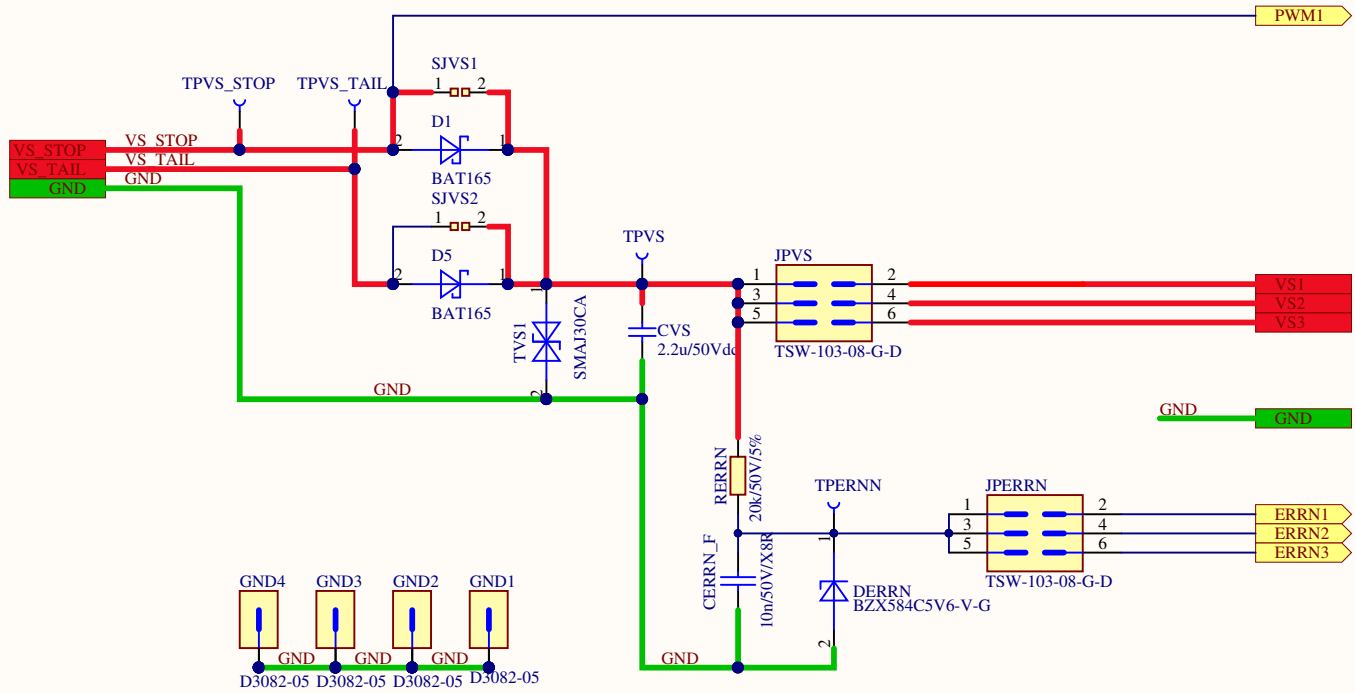 PWM1
SJVS1
1 2
TPVS_STOP TPVS_TAIL
D1
VS_STOP VS_STOP 2 1
VS_TAIL VS_TAIL
GND GND
BAT165
SJVS2
1 2
TPVS
D5
JPVS
2 1
1 2 VS1
3 4 VS2
5 6 VS3
BAT165
TVS1
1
2
SMAJ30CA
CVS
2.2u/50Vdc
TSW-103-08-G-D
GND
GND GND
RERRN
20k/50V/5%
TPERNN
JPERRN
1 2 ERRN1
3 4 ERRN2
5 6 ERRN3
TSW-103-08-G-D
CERRN_F
10n/50V/X8R
1
DERRN
BZX584C5V6-V-G
2
GND4 GND3 GND2 GND1
GND GND GND GND
D3082-05 D3082-05 D3082-05 D3082-05